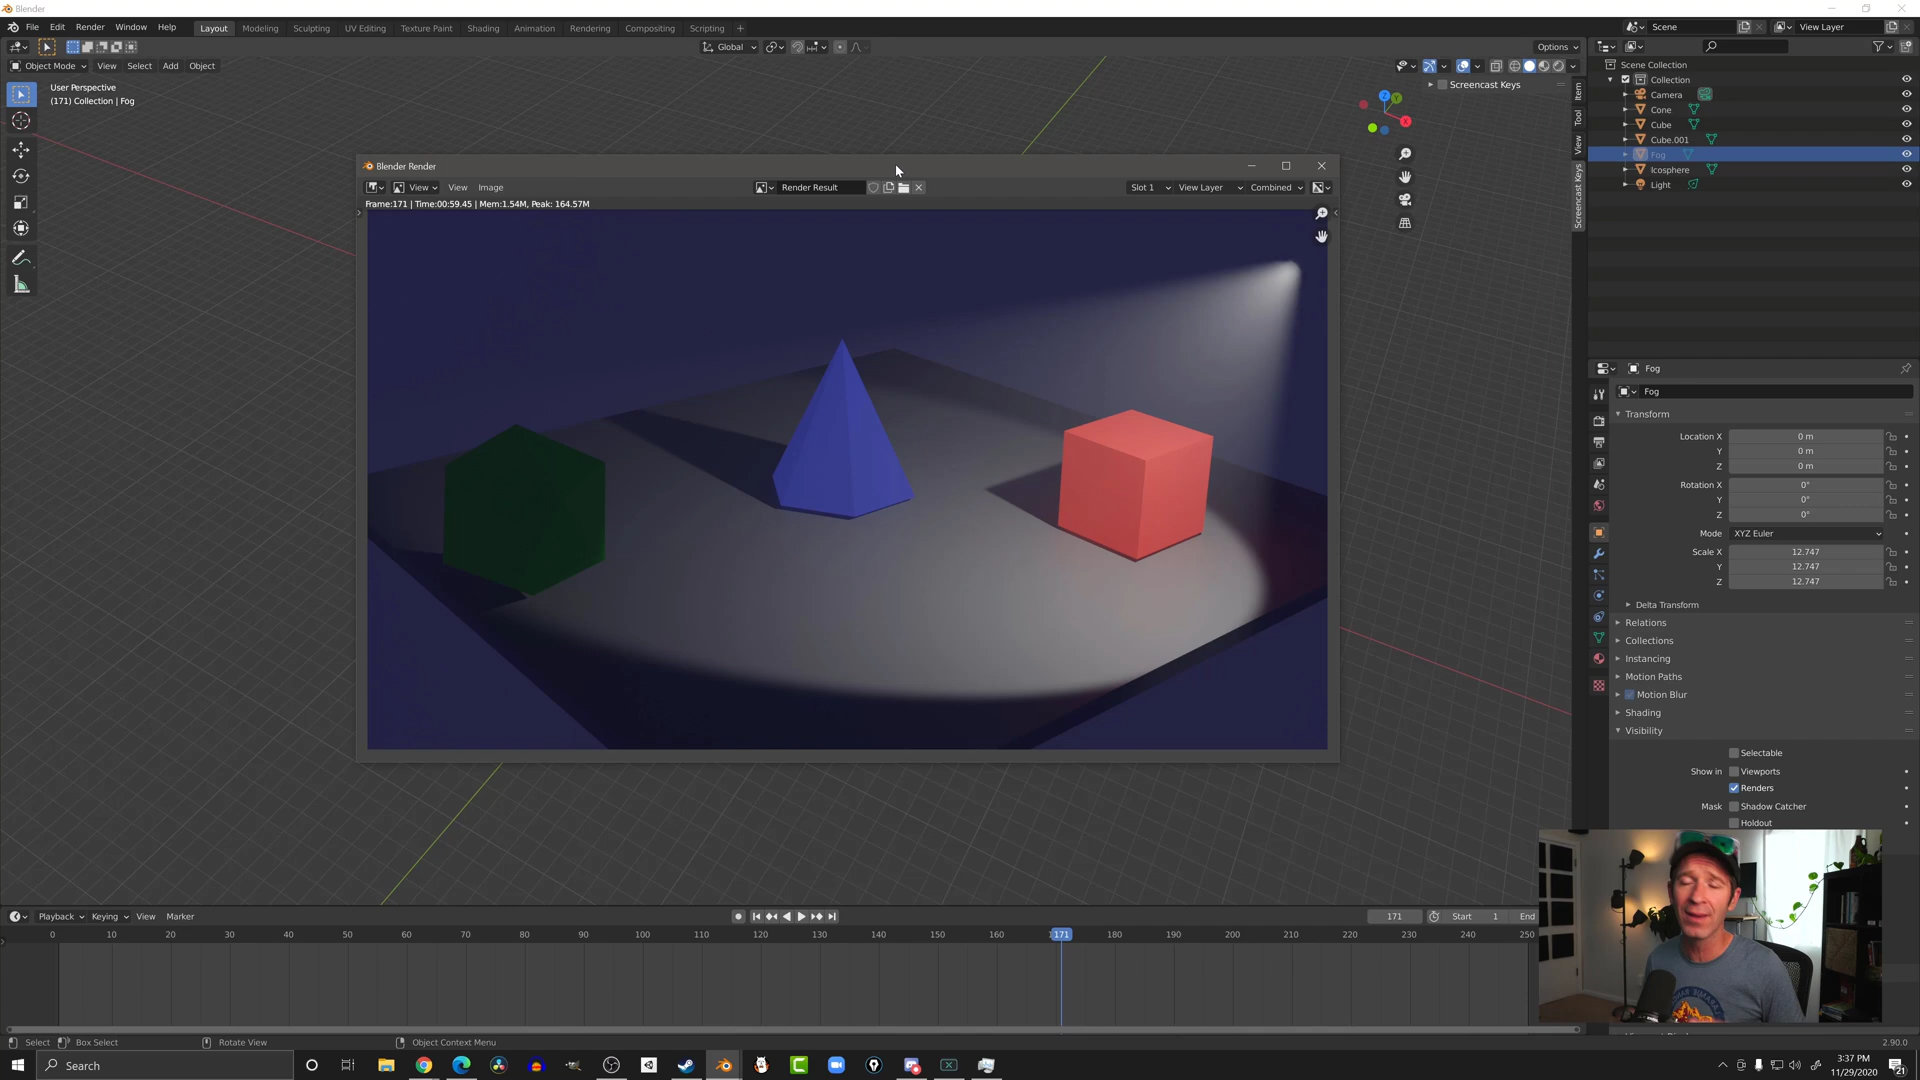 Blender
File Edit Render Window Help Layout Modeling Sculpting UV Editing Texture Paint Shading Animation Rendering Compositing Scripting + Scene View Layer
Global Options
Object Mode View Select Add Object
User Perspective
(171) Collection | Fog
Screencast Keys
Item
Tool
View
Screencast Keys
Z
Y
X
Scene Collection
Collection
Camera
Cone
Cube
Cube.001
Fog
Icosphere
Light
Blender Render
View View Image Render Result Slot 1 View Layer Combined
Frame:171 | Time:00:59.45 | Mem:1.54M, Peak: 164.57M
Fog
Fog
Transform
Location X 0 m
Y 0 m
Z 0 m
Rotation X 0°
Y 0°
Z 0°
Mode XYZ Euler
Scale X 12.747
Y 12.747
Z 12.747
Delta Transform
Relations
Collections
Instancing
Motion Paths
Motion Blur
Shading
Visibility
Selectable
Show in Viewports
Renders
Mask Shadow Catcher
Holdout
Playback Keying View Marker 171 Start 1 End
0 10 20 30 40 50 60 70 80 90 100 110 120 130 140 150 160 171 180 190 200 210 220 230 240 250
Select Box Select Rotate View Object Context Menu 2.90.0
Search
3:37 PM
11/29/2020
21